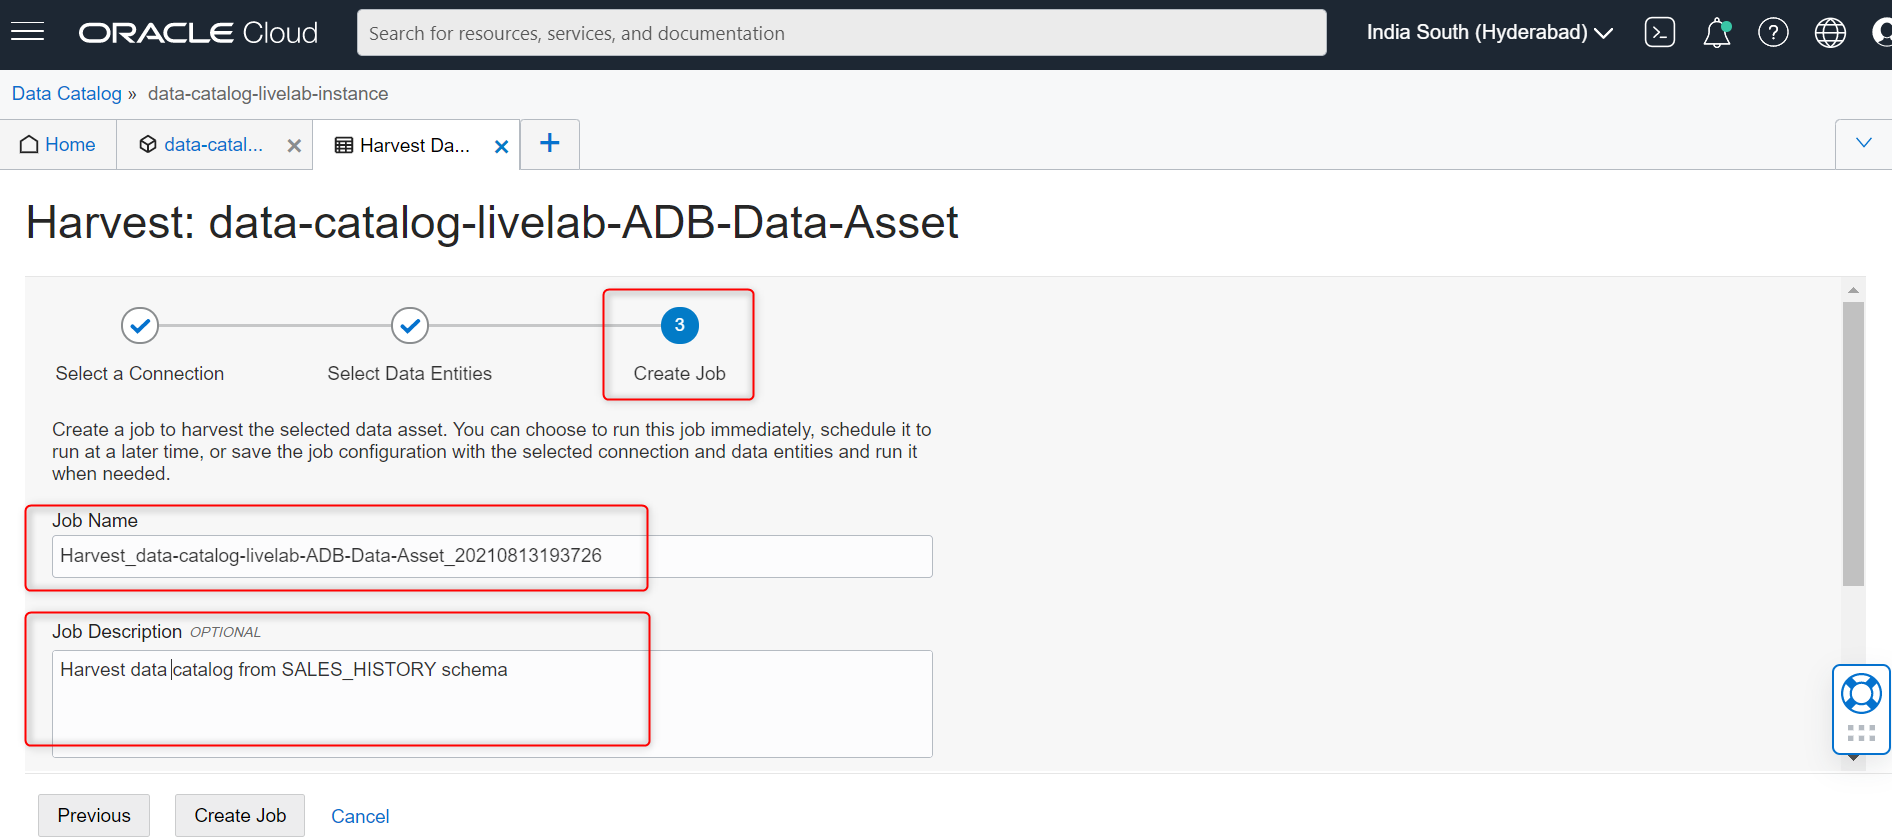 ORACLE Cloud
Search for resources, services, and documentation
India South (Hyderabad)
Data Catalog » data-catalog-livelab-instance
Home
data-catal...
Harvest Da...
Harvest: data-catalog-livelab-ADB-Data-Asset
3
Select a Connection
Select Data Entities
Create Job
Create a job to harvest the selected data asset. You can choose to run this job immediately, schedule it to
run at a later time, or save the job configuration with the selected connection and data entities and run it
when needed.
Job Name
Harvest_data-catalog-livelab-ADB-Data-Asset_20210813193726
Job Description OPTIONAL
Harvest data catalog from SALES_HISTORY schema
Previous
Create Job
Cancel